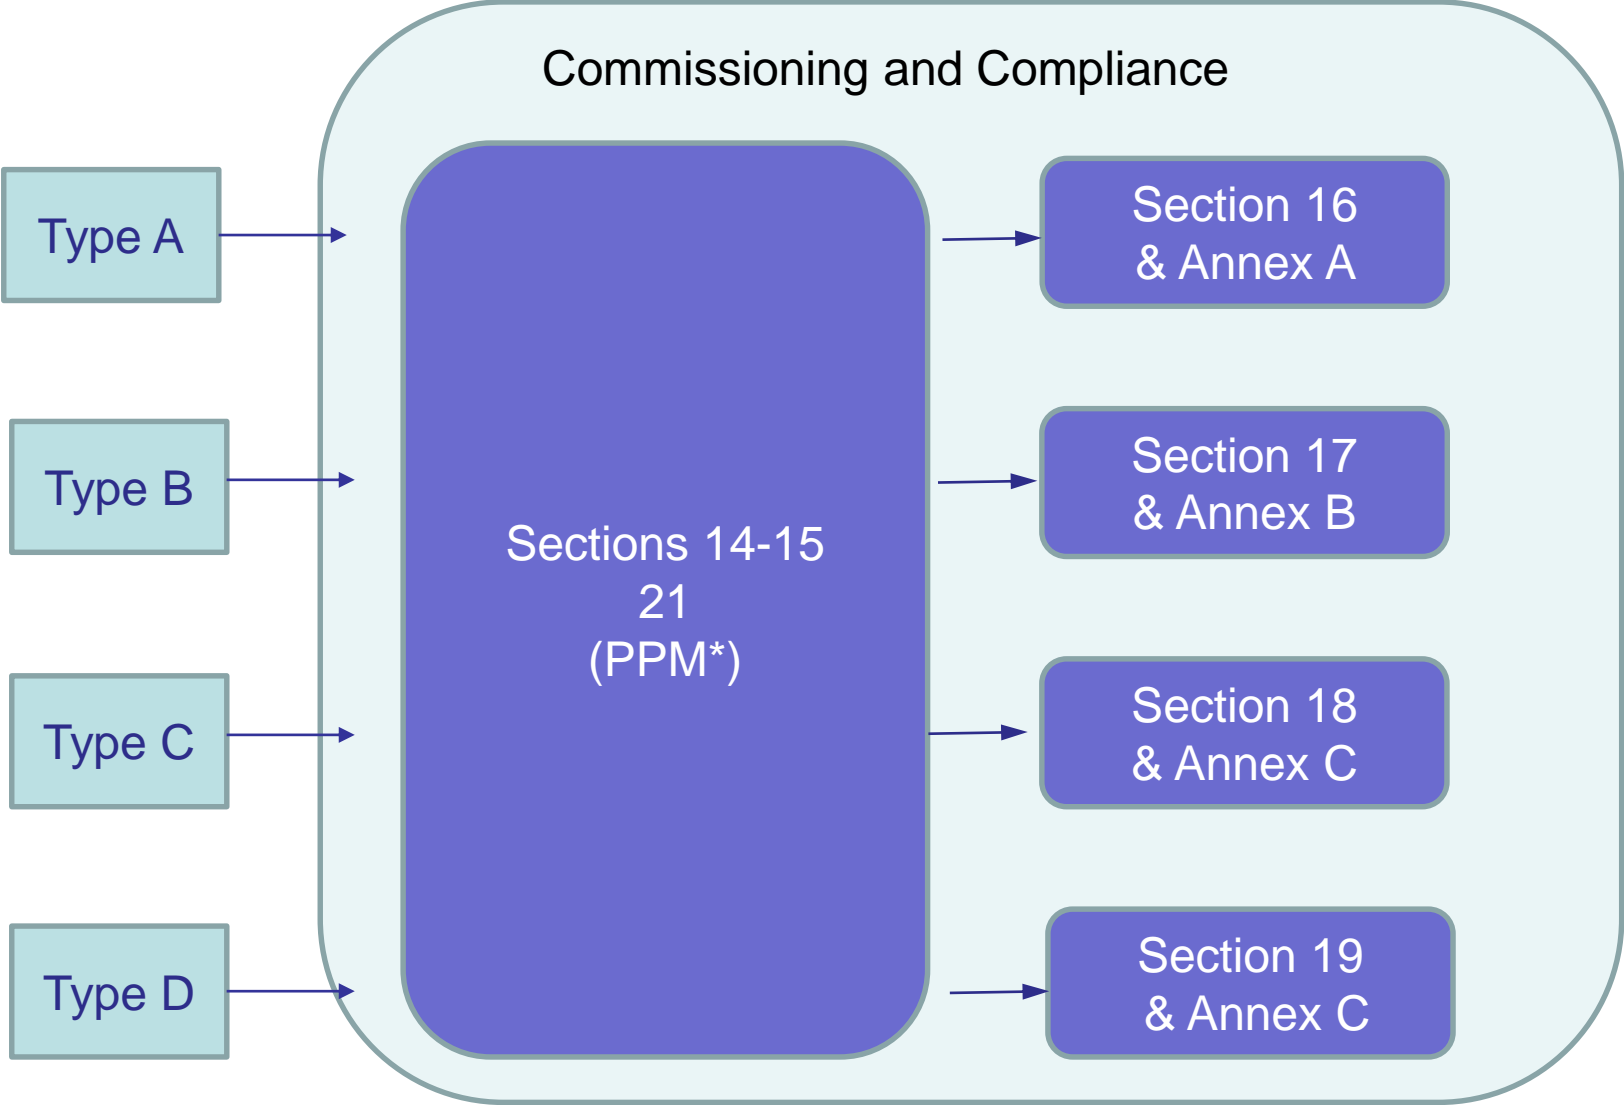 Commissioning and Compliance
Type A
Type B
Type C
Type D
Sections 14-15
21
(PPM*)
Section 16
& Annex A
Section 17
& Annex B
Section 18
& Annex C
Section 19
& Annex C